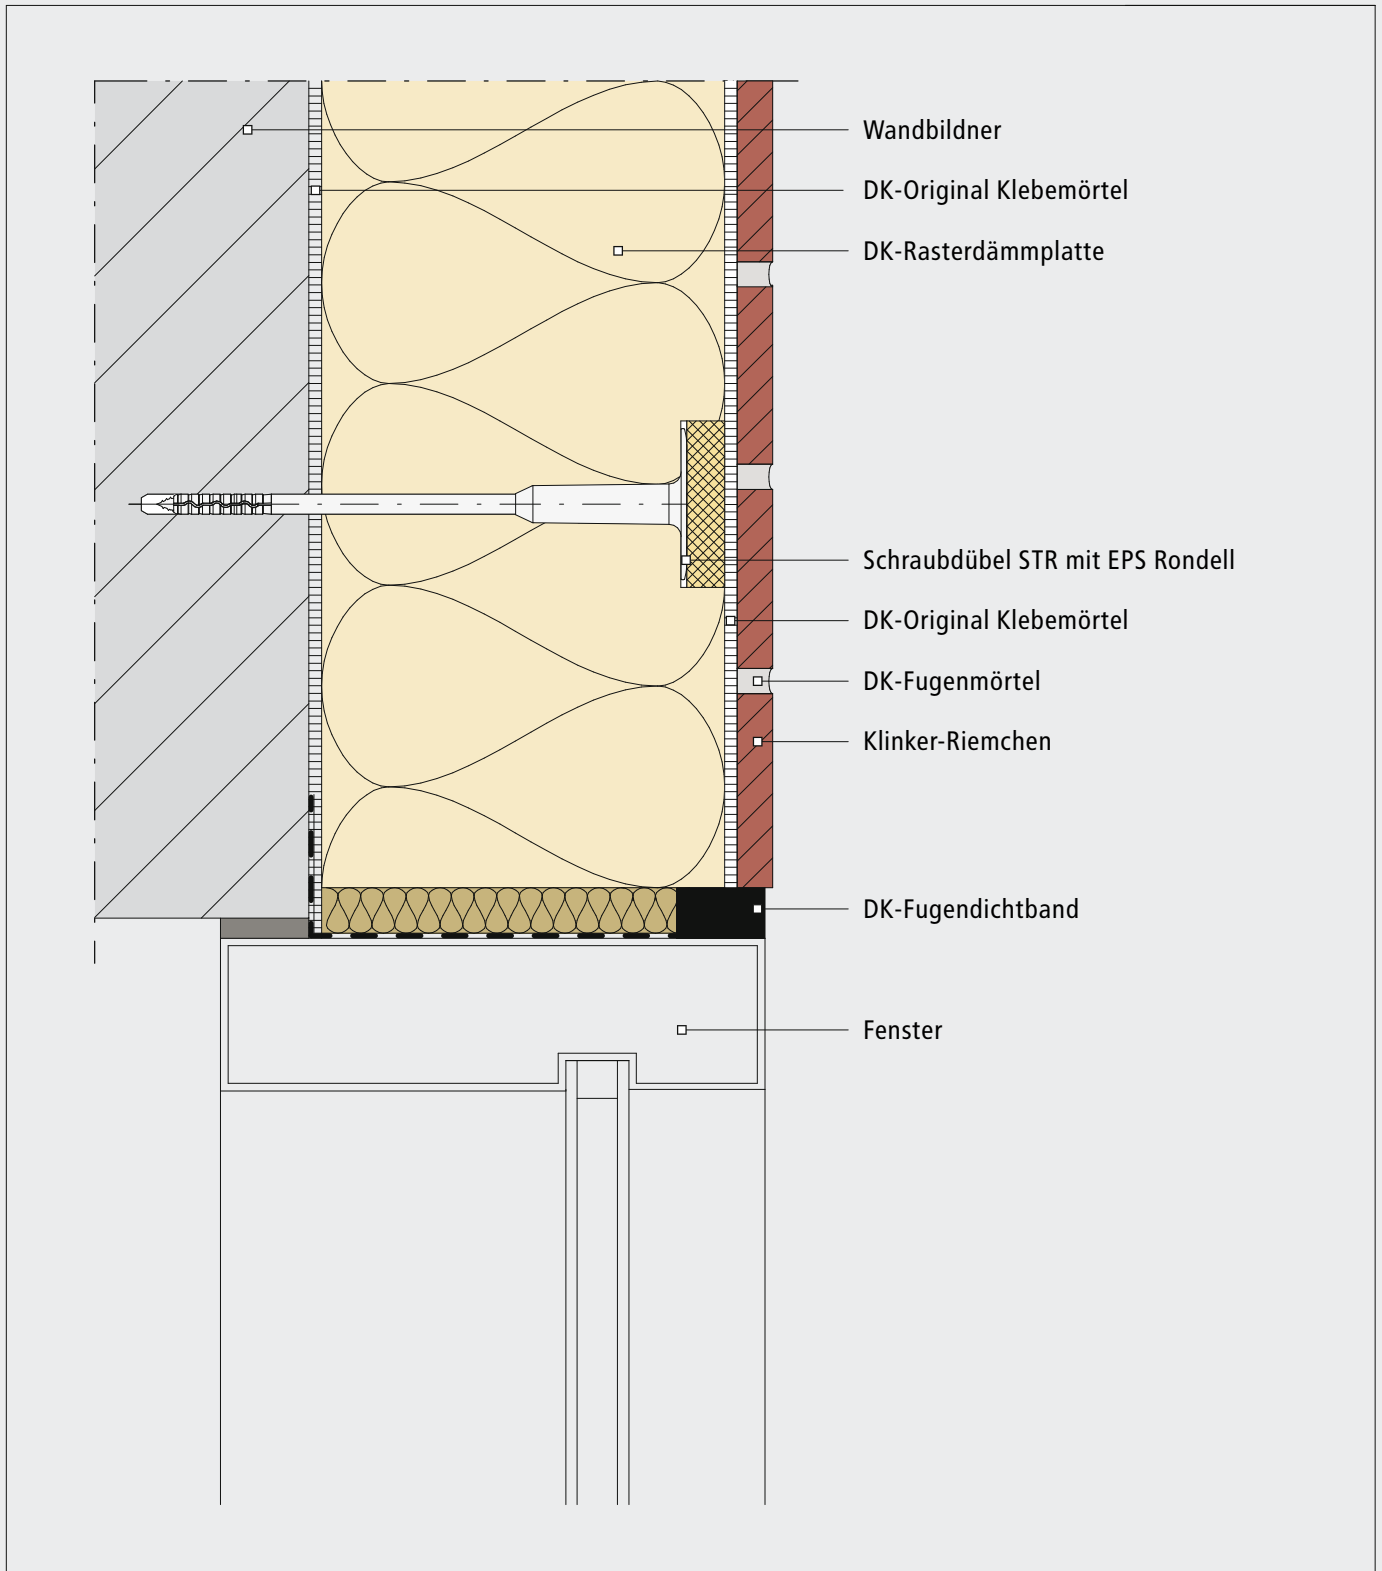 Wandbildner
DK-Original Klebemörtel
DK-Rasterdämmplatte
Schraubdübel STR mit EPS Rondell
DK-Original Klebemörtel
DK-Fugenmörtel
Klinker-Riemchen
DK-Fugendichtband
Fenster